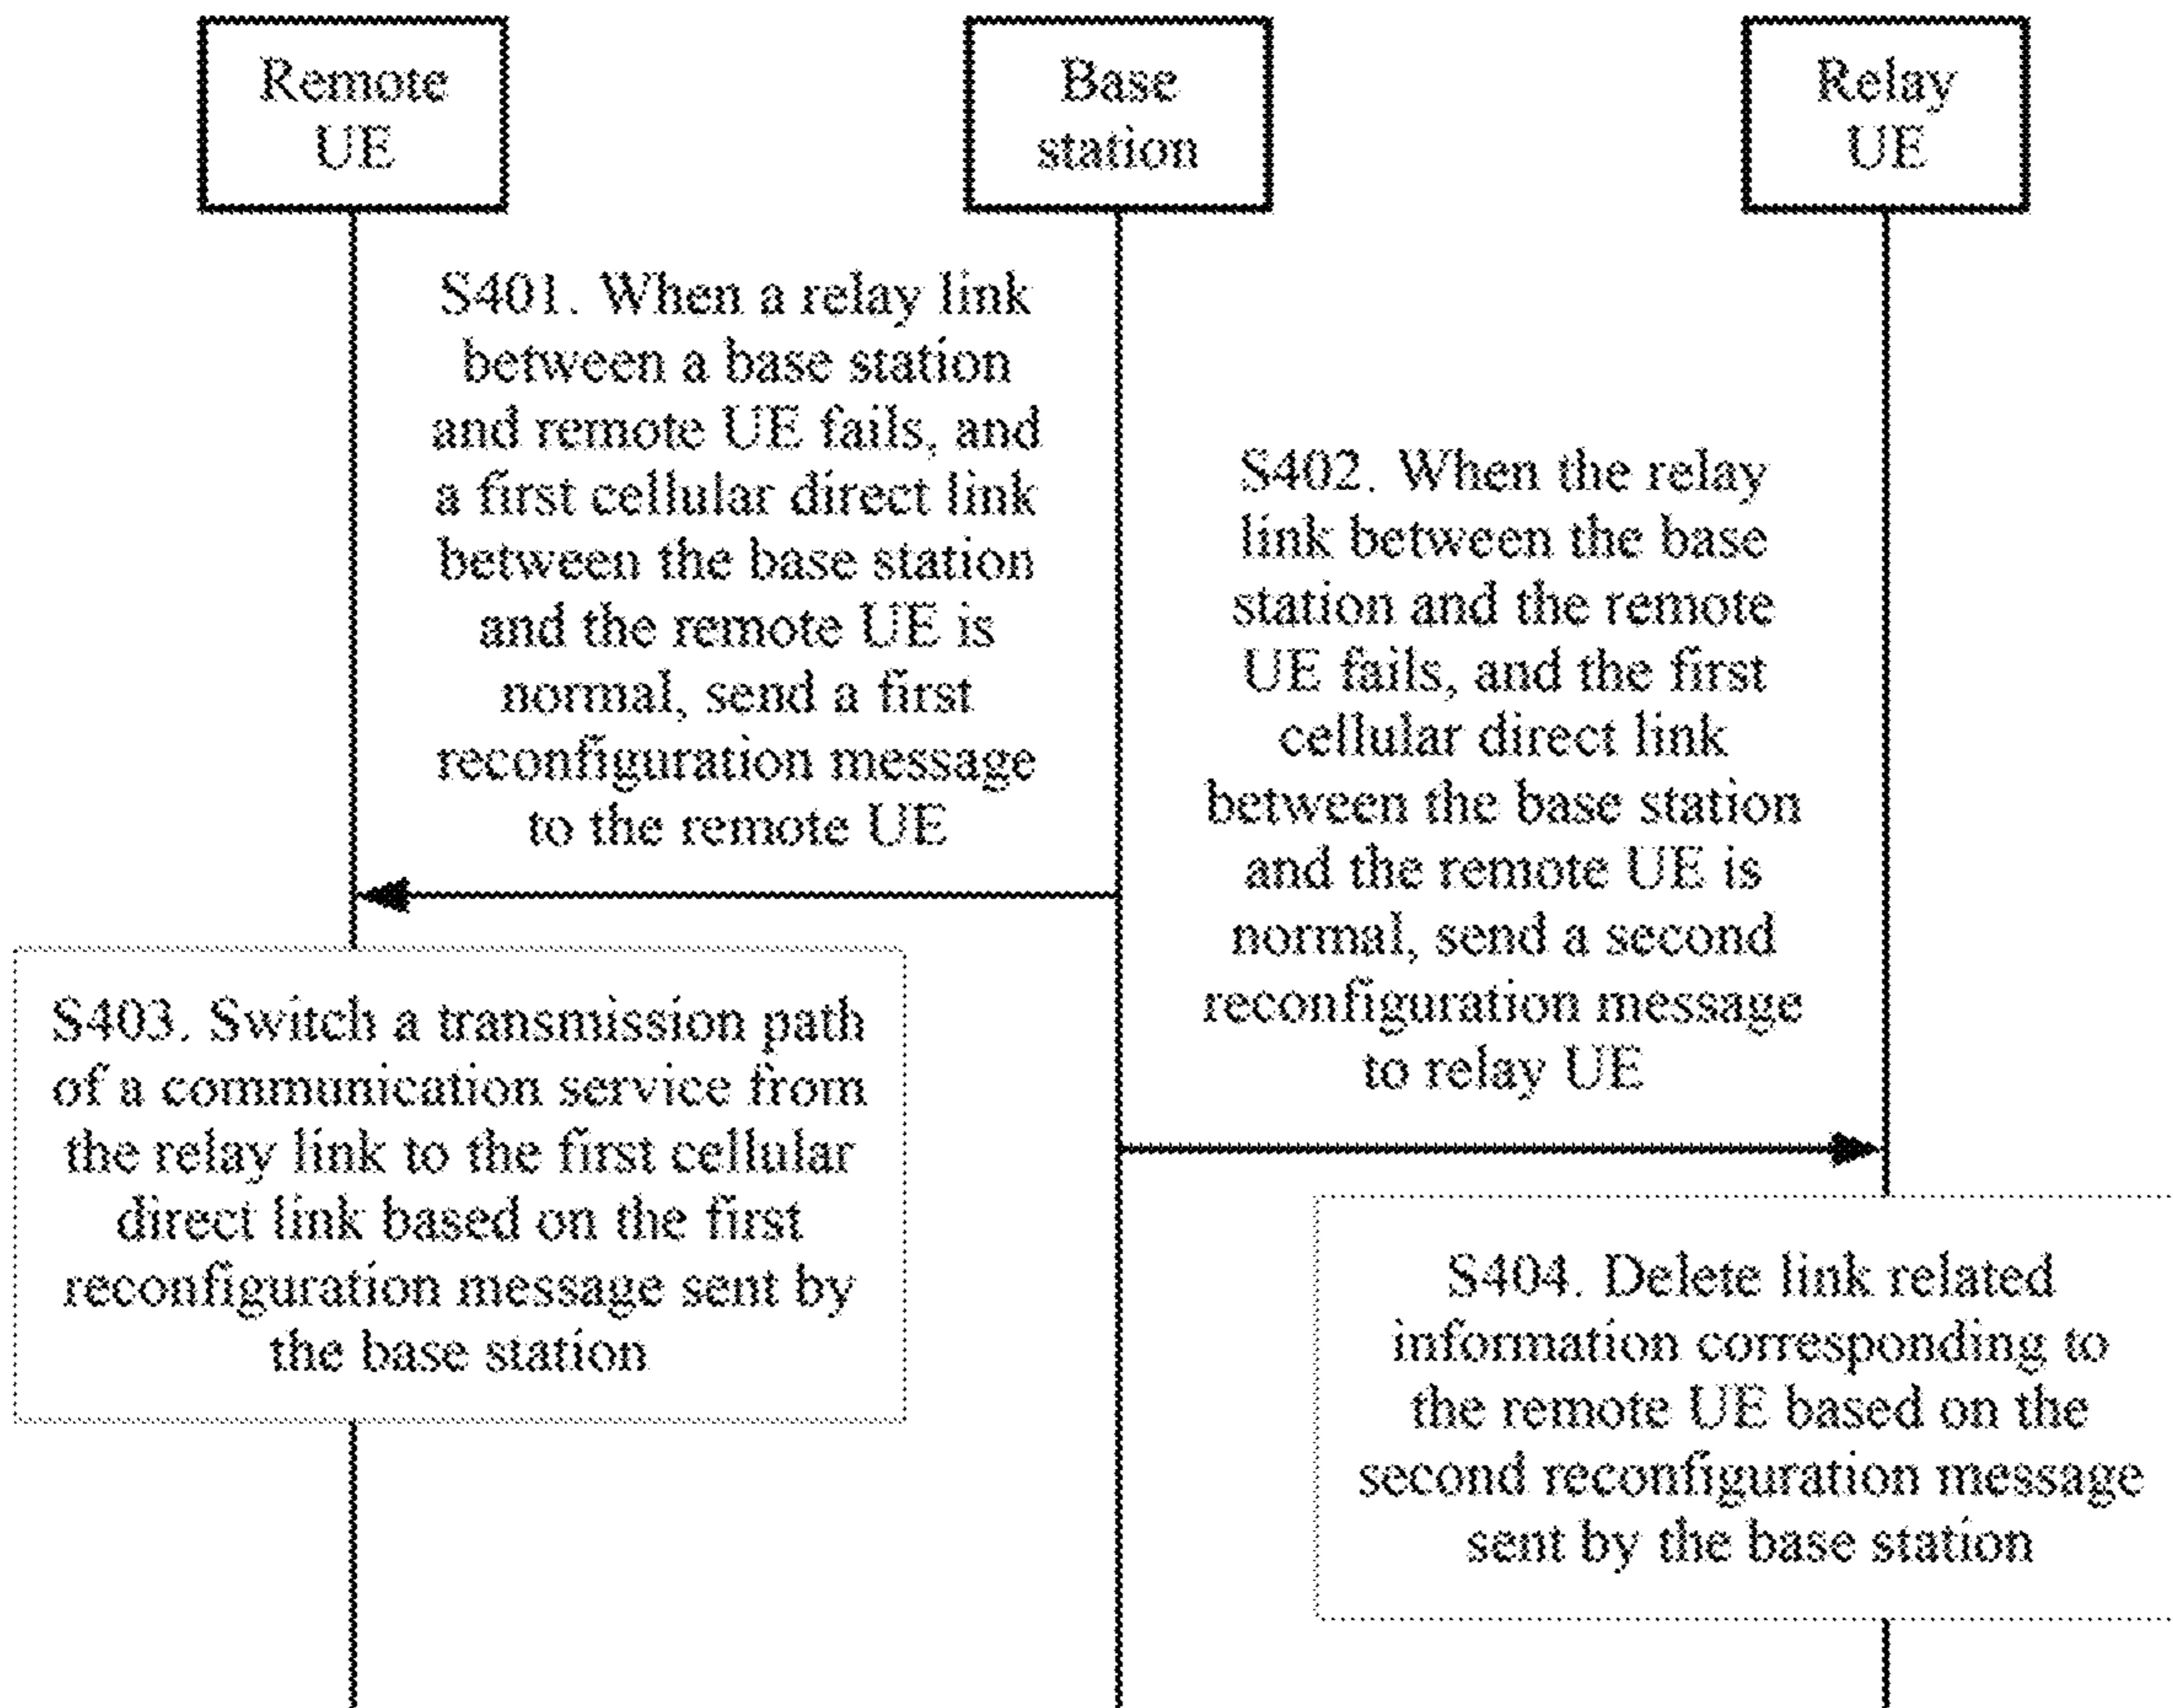 Remote
UE
Base
station
Relay
UE
S401. When a relay link
between a base station
and remote UE fails, and
a first cellular direct link
between the base station
and the remote UE is
normal, send a first
reconfiguration message
to the remote UE
S402. When the relay
link between the base
station and the remote
UE fails, and the first
cellular direct link
between the base station
and the remote UE is
normal, send a second
reconfiguration message
to relay UE
S403. Switch a transmission path
of a communication service from
the relay link to the first cellular
direct link based on the first
reconfiguration message sent by
the base station
S404. Delete link related
information corresponding to
the remote UE based on the
second reconfiguration message
sent by the base station